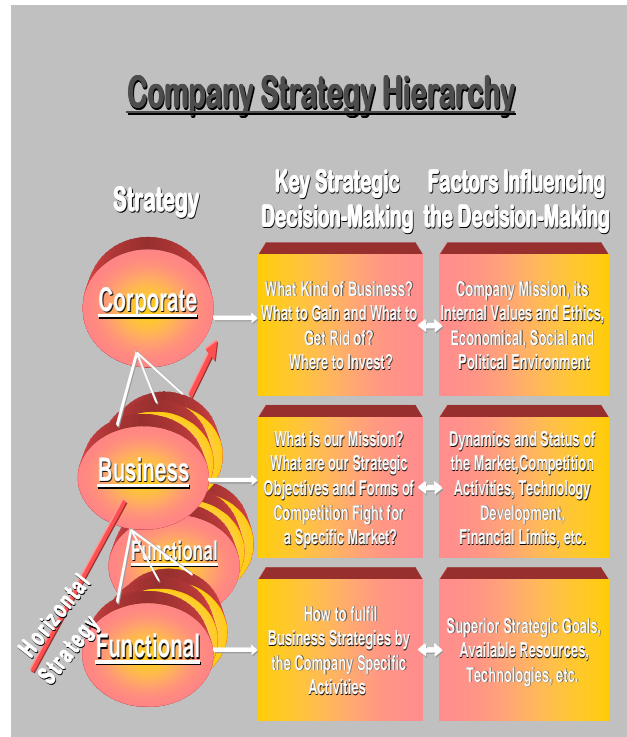 Company Strategy Hierarchy
Strategy
Key Strategic
Decision-Making
Factors Influencing
the Decision-Making
Corporate
What Kind of Business?
What to Gain and What to
Get Rid of?
Where to Invest?
Company Mission, its
Internal Values and Ethics,
Economical, Social and
Political Environment
Business
What is our Mission?
What are our Strategic
Objectives and Forms of
Competition Fight for
a Specific Market?
Dynamics and Status of
the Market,Competition
Activities, Technology
Development,
Financial Limits, etc.
Functional
Horizontal
Strategy
Functional
How to fulfil
Business Strategies by
the Company Specific
Activities
Superior Strategic Goals,
Available Resources,
Technologies, etc.